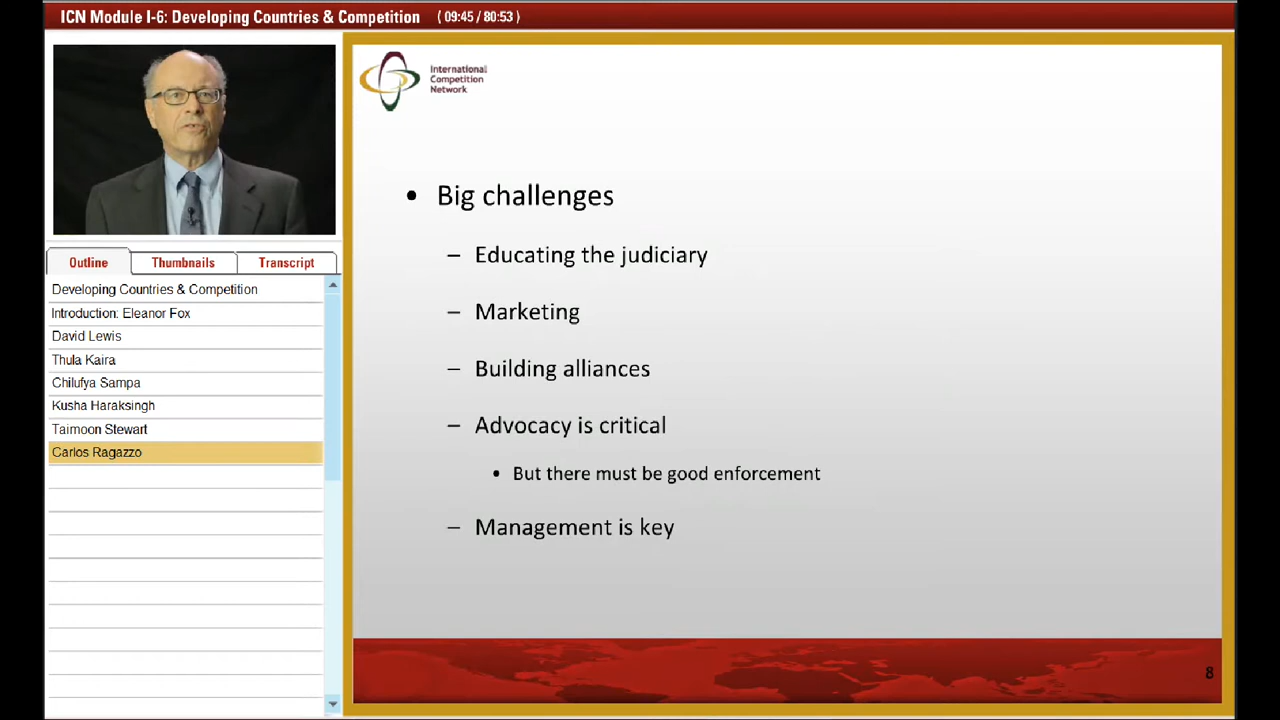 ICN Module I-6: Developing Countries & Competition ( 09:45 / 80:53 )
International
Competition
Network
Outline Thumbnails Transcript
Developing Countries & Competition
Introduction: Eleanor Fox
David Lewis
Thula Kaira
Chilufya Sampa
Kusha Haraksingh
Taimoon Stewart
Carlos Ragazzo
• Big challenges
– Educating the judiciary
– Marketing
– Building alliances
– Advocacy is critical
• But there must be good enforcement
– Management is key
8